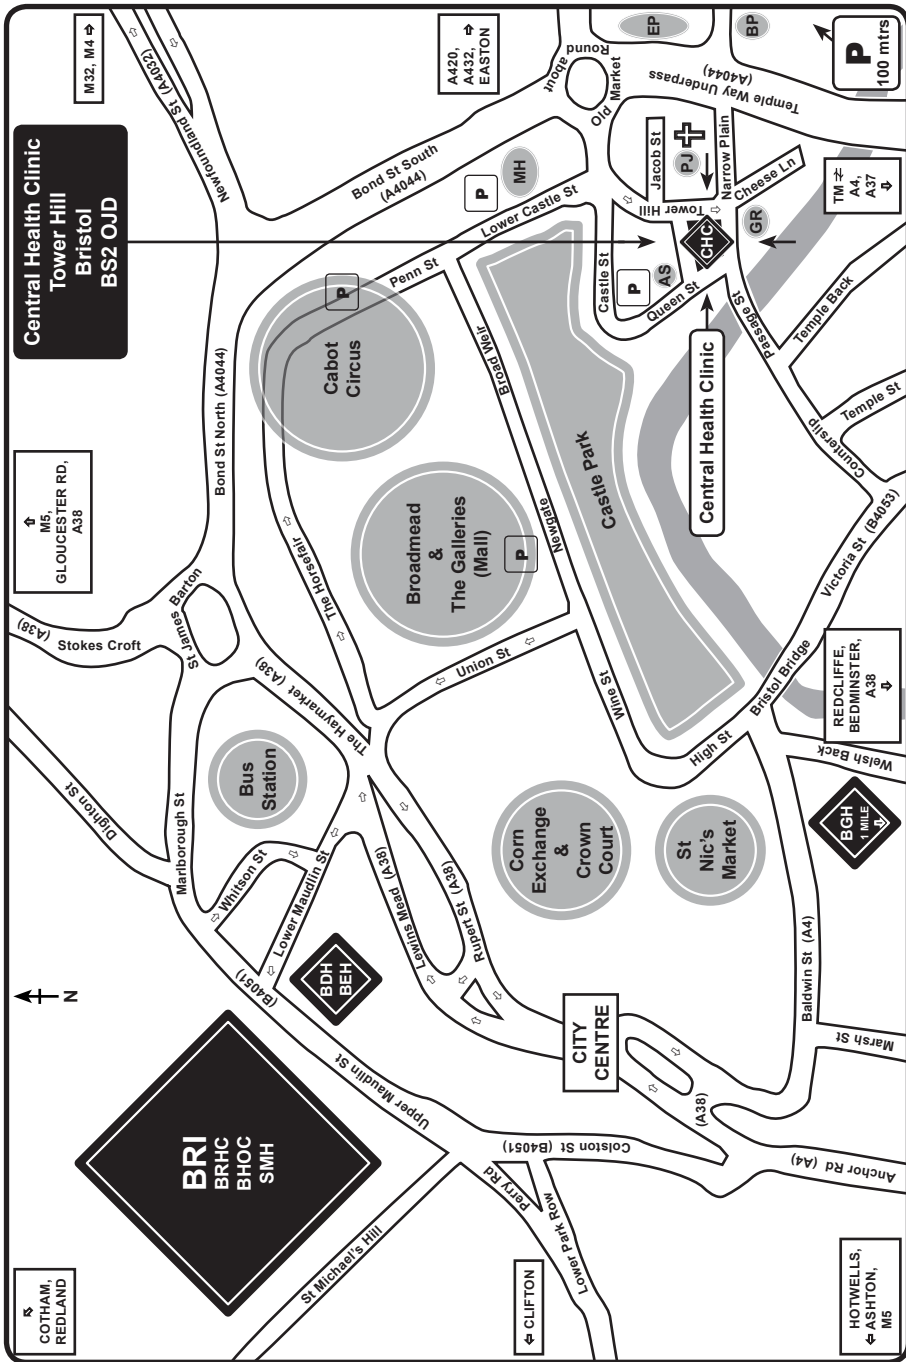 COTHAM,
REDLAND
M5,
GLOUCESTER RD,
A38
Central Health Clinic
Tower Hill
Bristol
BS2 OJD
M32, M4
N
BRI
BRHC
BHOC
SMH
BDH
BEH
Dighton St
Marlborough St
Stokes Croft
(A38)
St James Barton
Bond St North (A4044)
Newfoundland St (A4032)
Bond St South
(A4044)
Whitson St
Bus
Station
The Haymarket (A38)
The Horsefair
Cabot
Circus
P
Penn St
P
MH
A420,
A432,
EASTON
Round
about
Old Market
EP
BP
St Michael's Hill
Upper Maudlin St
(B4051)
Lower Maudlin St
Lewins Mead (A38)
Rupert St (A38)
Union St
Broadmead
&
The Galleries
(Mall)
P
Newgate
Broad Weir
Lower Castle St
CLIFTON
Perry Rd
Lower Park Row
Colston St (B4051)
CITY
CENTRE
Corn
Exchange
&
Crown
Court
Wine St
Castle Park
Castle St
P
AS
Queen St
Tower Hill
Jacob St
PJ
Narrow Plain
Temple Way Underpass
(A4044)
CHC
Cheese Ln
GR
Central Health Clinic
St
Nic's
Market
High St
Bristol Bridge
Victoria St (B4053)
Counterslip
Passage St
Temple Back
Temple St
(A38)
Baldwin St (A4)
Marsh St
Welsh Back
Anchor Rd (A4)
HOTWELLS,
ASHTON,
M5
BGH
1 MILE
REDCLIFFE,
BEDMINSTER,
A38
TM
A4,
A37
P
100 mtrs